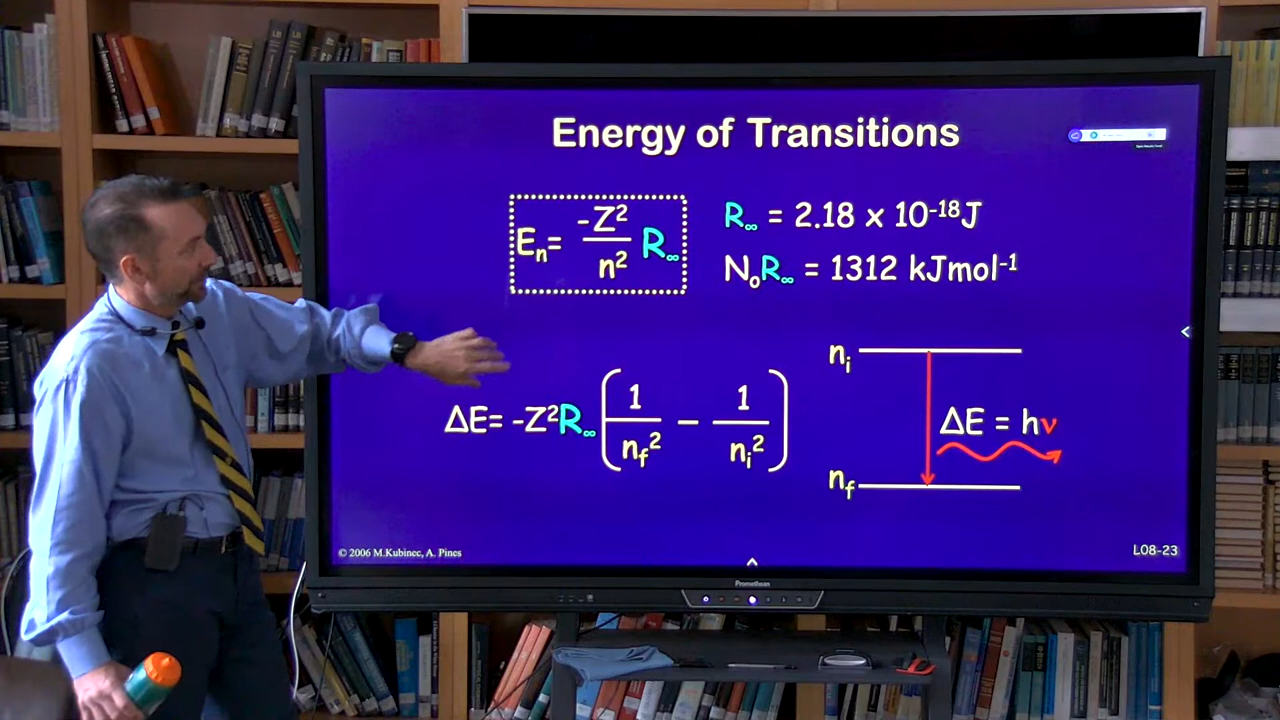 Energy of Transitions
Eₙ= -Z²/n² R∞
R∞ = 2.18 x 10⁻¹⁸J
N₀R∞ = 1312 kJmol⁻¹
nᵢ
ΔE= -Z²R∞(1/n_f² − 1/nᵢ²)
ΔE = hν
n_f
© 2006 M.Kubinec, A. Pines
L08-23
Promethean